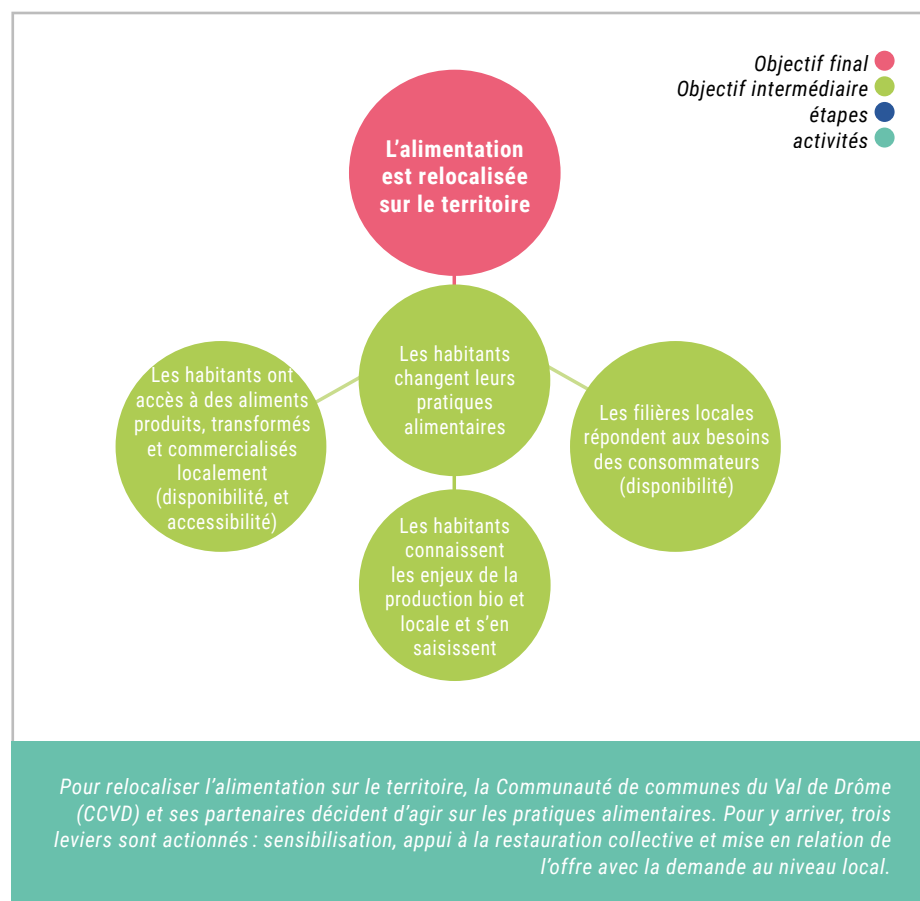 Objectif final
Objectif intermédiaire
étapes
activités
L'alimentation
est relocalisée
sur le territoire
Les habitants
changent leurs
pratiques
alimentaires
Les habitants ont
accès à des aliments
produits, transformés
et commercialisés
localement
(disponibilité, et
accessibilité)
Les filières locales
répondent aux besoins
des consommateurs
(disponibilité)
Les habitants
connaissent
les enjeux de la
production bio et
locale et s'en
saisissent
Pour relocaliser l'alimentation sur le territoire, la Communauté de communes du Val de Drôme
(CCVD) et ses partenaires décident d'agir sur les pratiques alimentaires. Pour y arriver, trois
leviers sont actionnés : sensibilisation, appui à la restauration collective et mise en relation de
l'offre avec la demande au niveau local.